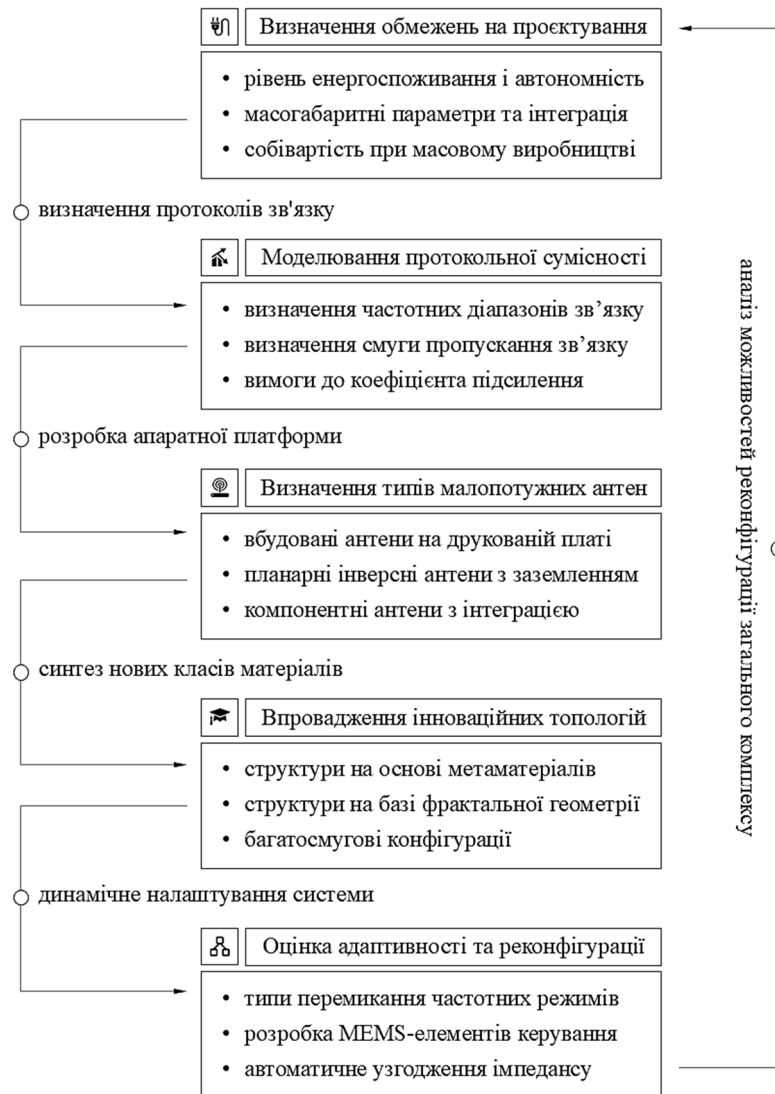 Визначення обмежень на проєктування
• рівень енергоспоживання і автономність
• масогабаритні параметри та інтеграція
• собівартість при масовому виробництві
визначення протоколів зв'язку
Моделювання протокольної сумісності
• визначення частотних діапазонів зв’язку
• визначення смуги пропускання зв’язку
• вимоги до коефіцієнта підсилення
розробка апаратної платформи
Визначення типів малопотужних антен
• вбудовані антени на друкованій платі
• планарні інверсні антени з заземленням
• компонентні антени з інтеграцією
синтез нових класів матеріалів
Впровадження інноваційних топологій
• структури на основі метаматеріалів
• структури на базі фрактальної геометрії
• багатосмугові конфігурації
динамічне налаштування системи
Оцінка адаптивності та реконфігурації
• типи перемикання частотних режимів
• розробка MEMS-елементів керування
• автоматичне узгодження імпедансу
аналіз можливостей реконфігурації загального комплексу